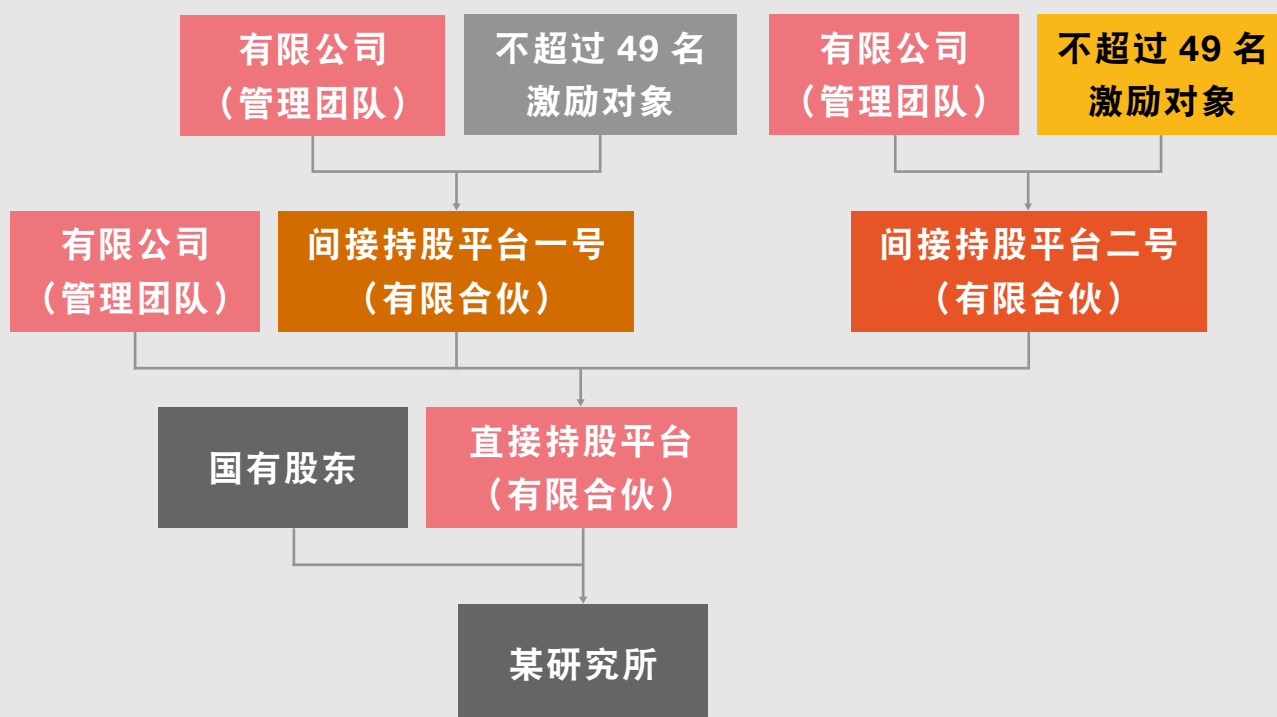 有限公司
（管理团队）
不超过 49 名
激励对象
有限公司
（管理团队）
不超过 49 名
激励对象
有限公司
（管理团队）
间接持股平台一号
（有限合伙）
间接持股平台二号
（有限合伙）
国有股东
直接持股平台
（有限合伙）
某研究所